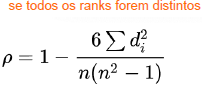 se todos os ranks forem distintos
ρ = 1 − 6 ∑ d_i^2 / n(n^2 − 1)